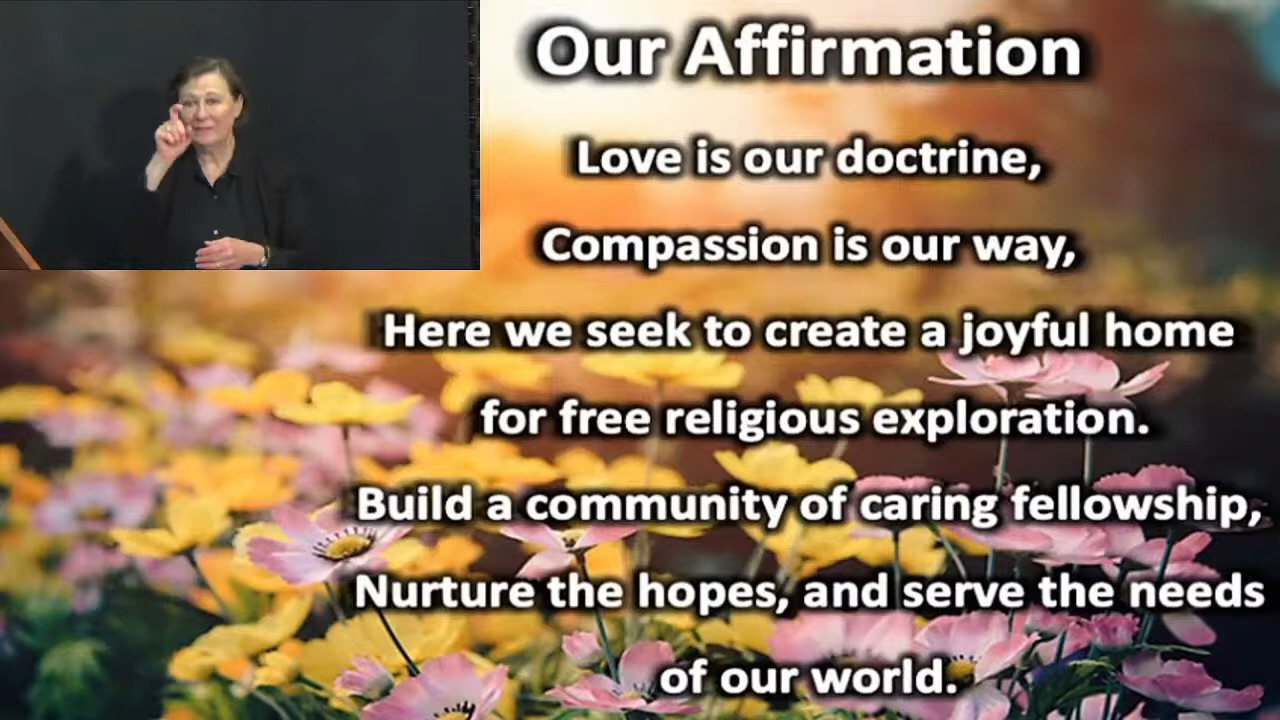 Our Affirmation
Love is our doctrine,
Compassion is our way,
Here we seek to create a joyful home
for free religious exploration.
Build a community of caring fellowship,
Nurture the hopes, and serve the needs
of our world.